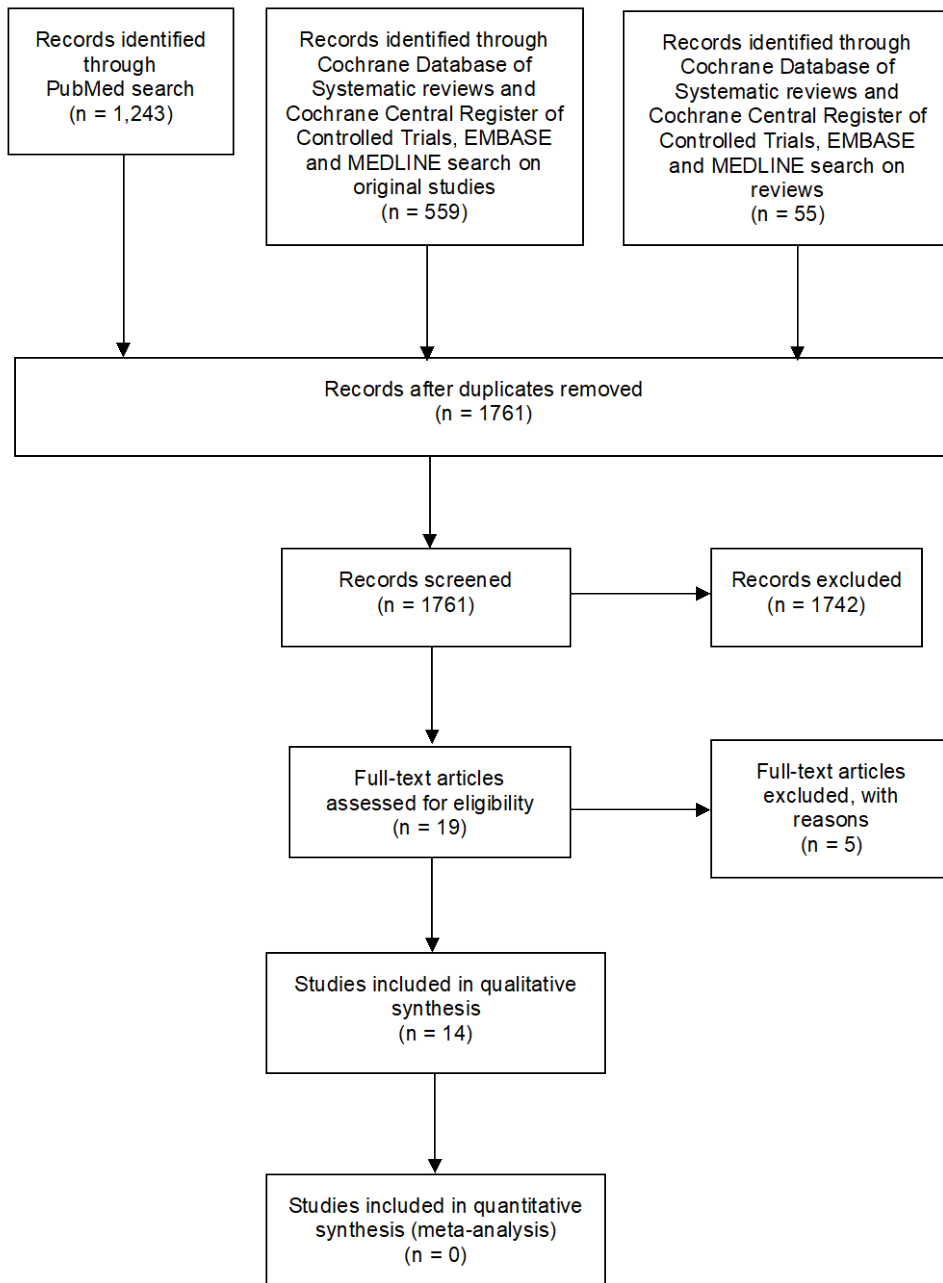 Records identified
through
PubMed search
(n = 1,243)
Records identified through
Cochrane Database of
Systematic reviews and
Cochrane Central Register of
Controlled Trials, EMBASE
and MEDLINE search on
original studies
(n = 559)
Records identified through
Cochrane Database of
Systematic reviews and
Cochrane Central Register of
Controlled Trials, EMBASE
and MEDLINE search on
reviews
(n = 55)
Records after duplicates removed
(n = 1761)
Records screened
(n = 1761)
Records excluded
(n = 1742)
Full-text articles
assessed for eligibility
(n = 19)
Full-text articles
excluded, with
reasons
(n = 5)
Studies included in qualitative
synthesis
(n = 14)
Studies included in quantitative
synthesis (meta-analysis)
(n = 0)